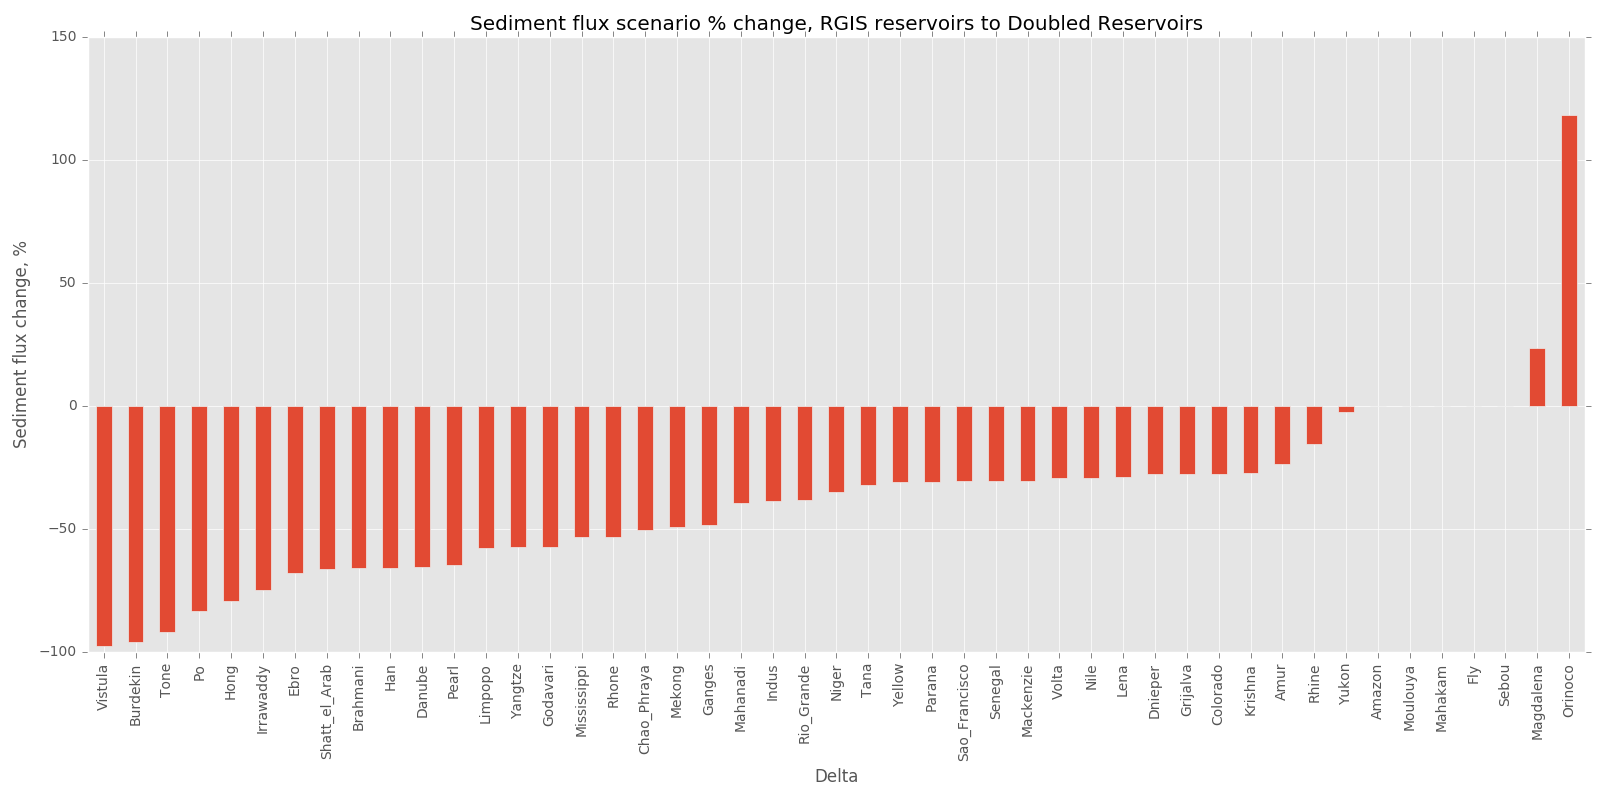 Sediment flux scenario % change, RGIS reservoirs to Doubled Reservoirs
150
100
50
0
−50
−100
Sediment flux change, %
Vistula
Burdekin
Tone
Po
Hong
Irrawaddy
Ebro
Shatt_el_Arab
Brahmani
Han
Danube
Pearl
Limpopo
Yangtze
Godavari
Mississippi
Rhone
Chao_Phraya
Mekong
Ganges
Mahanadi
Indus
Rio_Grande
Niger
Tana
Yellow
Parana
Sao_Francisco
Senegal
Mackenzie
Volta
Nile
Lena
Dnieper
Grijalva
Colorado
Krishna
Amur
Rhine
Yukon
Amazon
Moulouya
Mahakam
Fly
Sebou
Magdalena
Orinoco
Delta